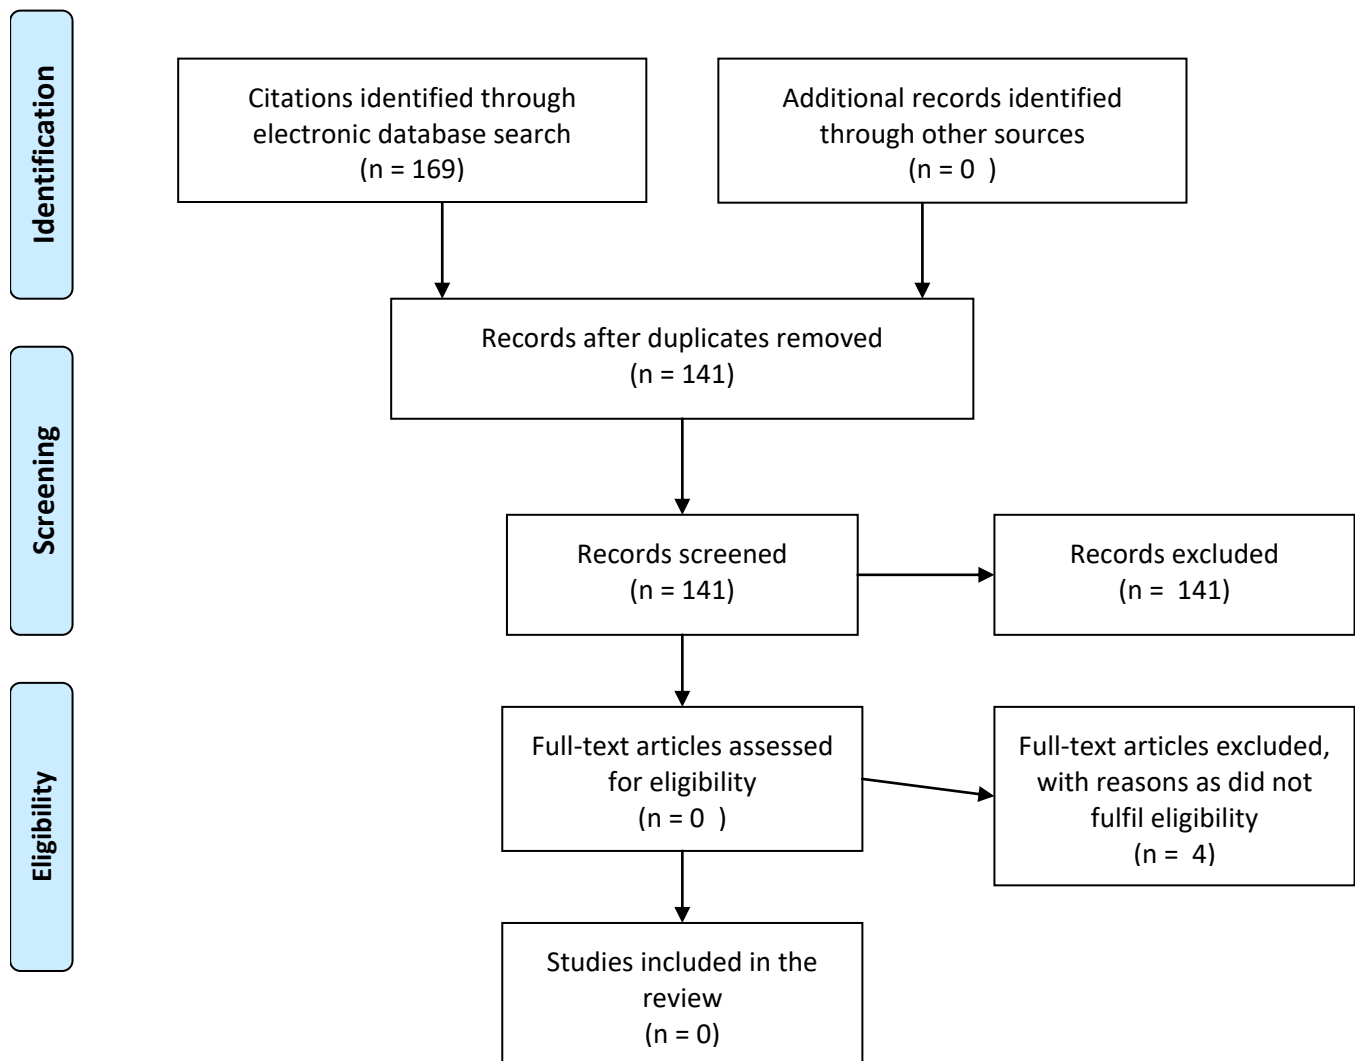 Identification
Citations identified through
electronic database search
(n = 169)
Additional records identified
through other sources
(n = 0  )
Records after duplicates removed
(n = 141)
Screening
Records screened
(n = 141)
Records excluded
(n =  141)
Eligibility
Full-text articles assessed
for eligibility
(n = 0  )
Full-text articles excluded,
with reasons as did not
fulfil eligibility
(n =  4)
Studies included in the
review
(n = 0)